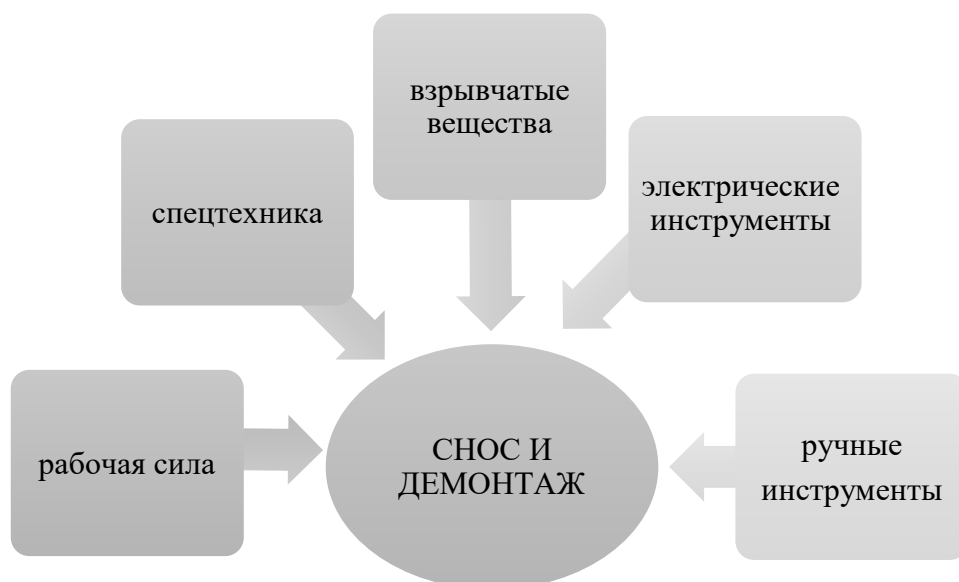 взрывчатые
вещества
спецтехника
электрические
инструменты
рабочая сила
СНОС И
ДЕМОНТАЖ
ручные
инструменты